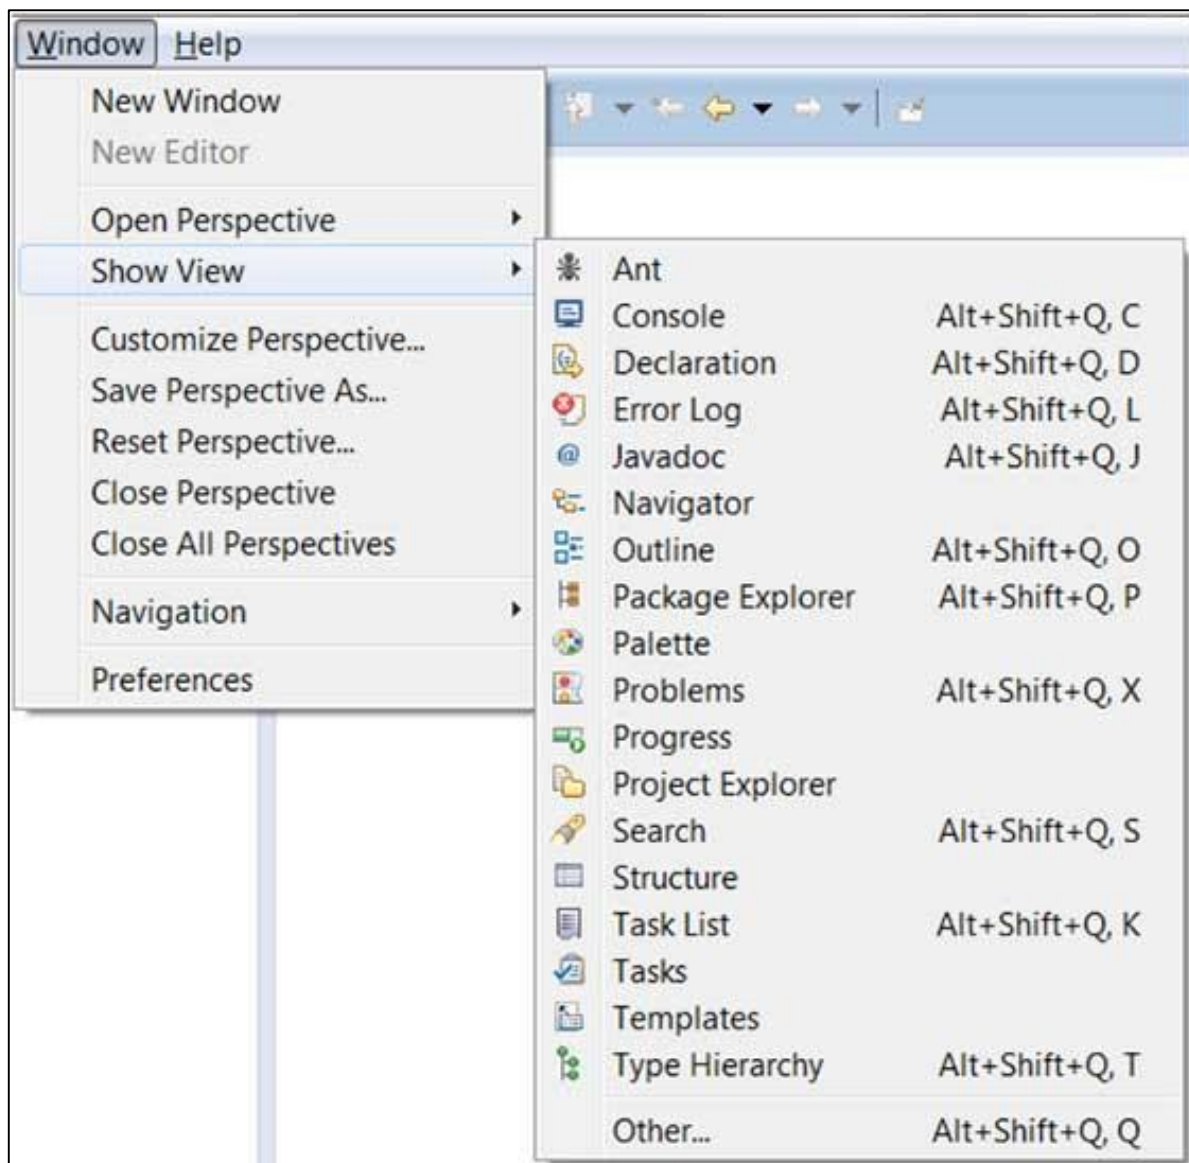 Window Help
New Window
New Editor
Open Perspective
Show View
Customize Perspective...
Save Perspective As...
Reset Perspective...
Close Perspective
Close All Perspectives
Navigation
Preferences
Ant
Console Alt+Shift+Q, C
Declaration Alt+Shift+Q, D
Error Log Alt+Shift+Q, L
Javadoc Alt+Shift+Q, J
Navigator
Outline Alt+Shift+Q, O
Package Explorer Alt+Shift+Q, P
Palette
Problems Alt+Shift+Q, X
Progress
Project Explorer
Search Alt+Shift+Q, S
Structure
Task List Alt+Shift+Q, K
Tasks
Templates
Type Hierarchy Alt+Shift+Q, T
Other... Alt+Shift+Q, Q